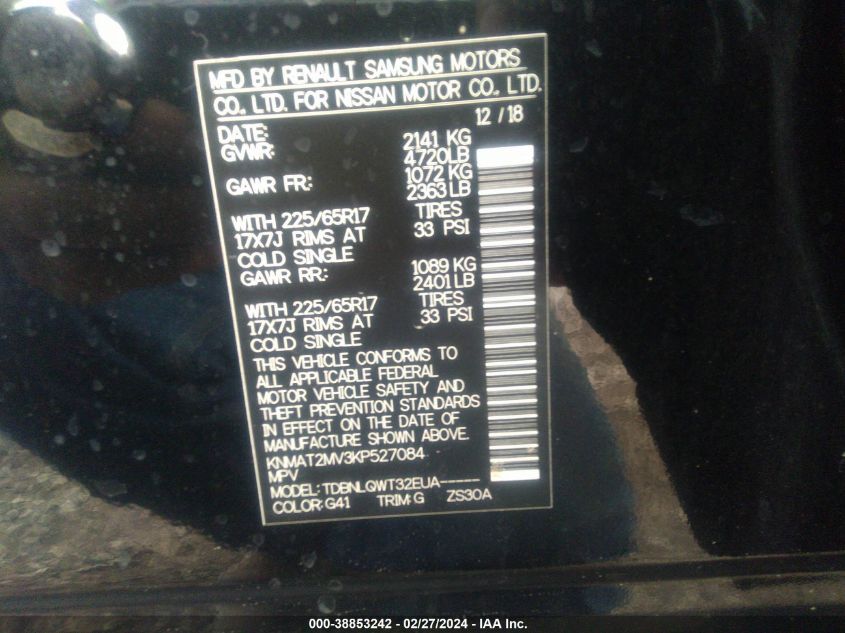 MFD BY RENAULT SAMSUNG MOTORS
CO., LTD. FOR NISSAN MOTOR CO., LTD.
DATE: 12 / 18
GVWR: 2141 KG
4720LB
GAWR FR: 1072 KG
2363 LB
WITH 225/65R17 TIRES
17X7J RIMS AT 33 PSI
COLD SINGLE
GAWR RR: 1089 KG
2401 LB
WITH 225/65R17 TIRES
17X7J RIMS AT 33 PSI
COLD SINGLE
THIS VEHICLE CONFORMS TO
ALL APPLICABLE FEDERAL
MOTOR VEHICLE SAFETY AND
THEFT PREVENTION STANDARDS
IN EFFECT ON THE DATE OF
MANUFACTURE SHOWN ABOVE.
KNMAT2MV3KP527084
MPV
MODEL: TDBNLQWT32EUA-----
COLOR: G41 TRIM: G ZS30A
000-38853242 - 02/27/2024 - IAA Inc.